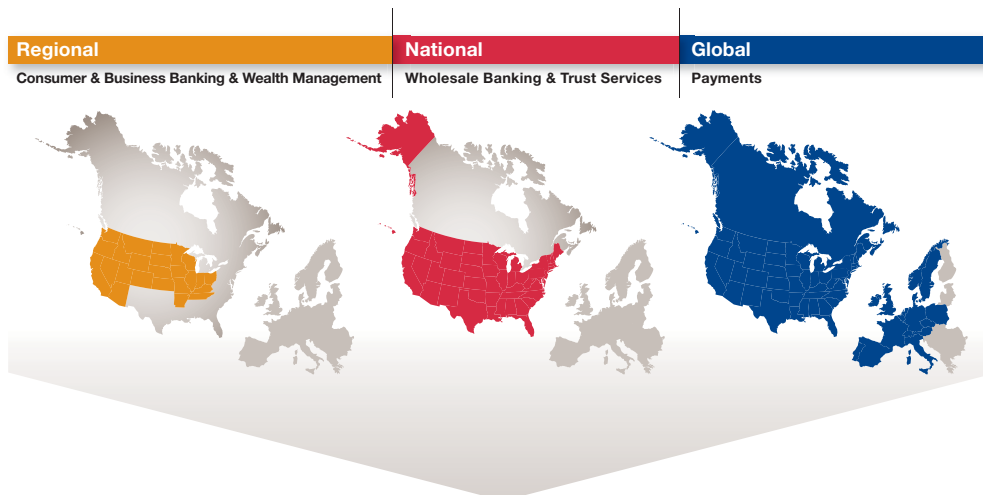 Regional
Consumer & Business Banking & Wealth Management
National
Wholesale Banking & Trust Services
Global
Payments